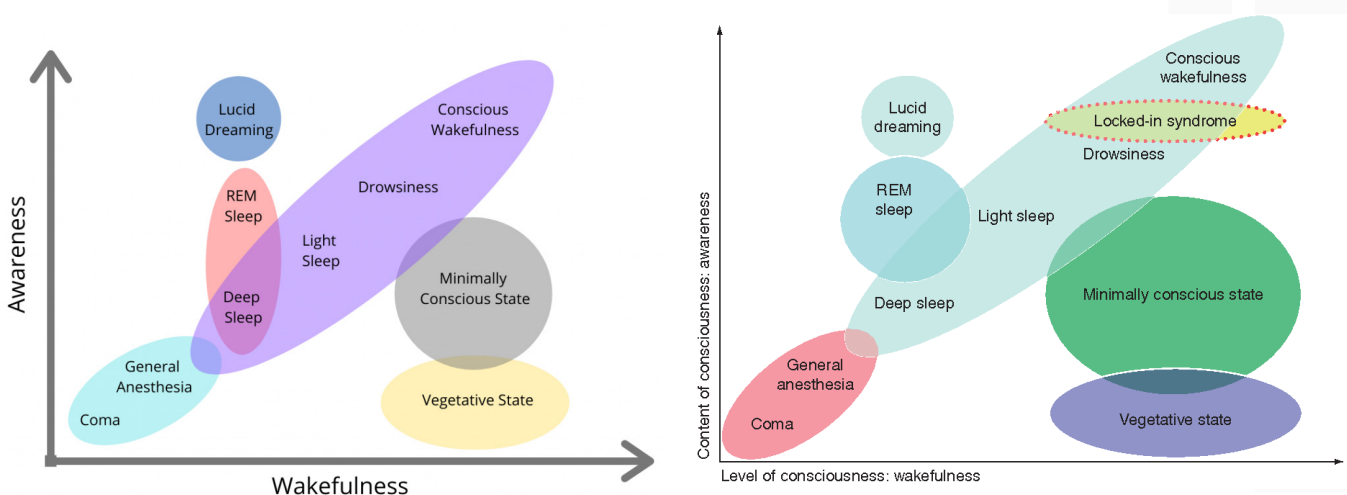 Awareness
Lucid
Dreaming
Conscious
Wakefulness
REM
Sleep
Drowsiness
Light
Sleep
Deep
Sleep
Minimally
Conscious State
General
Anesthesia
Coma
Vegetative State
Wakefulness
Content of consciousness: awareness
Conscious
wakefulness
Lucid
dreaming
Locked-in syndrome
Drowsiness
REM
sleep
Light sleep
Deep sleep
Minimally conscious state
General
anesthesia
Coma
Vegetative state
Level of consciousness: wakefulness